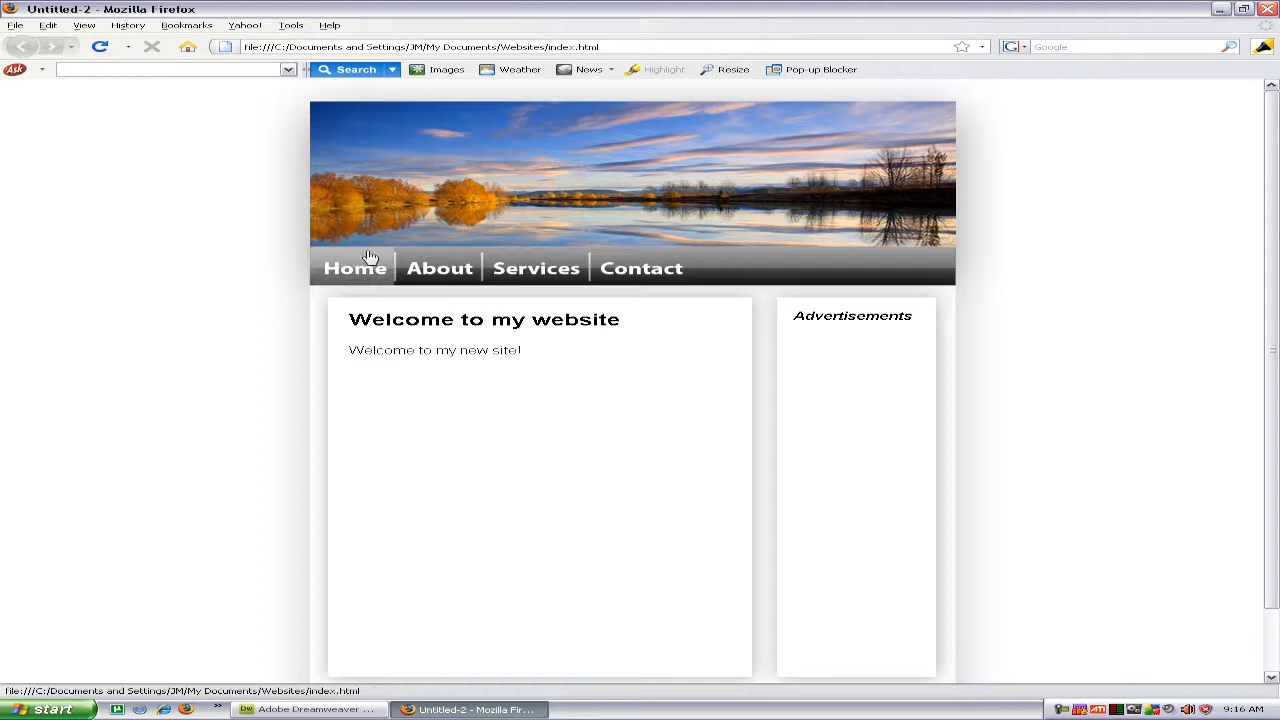 Untitled-2 - Mozilla Firefox
File Edit View History Bookmarks Yahoo! Tools Help
file:///C:/Documents and Settings/JM/My Documents/Websites/index.html
Google
Ask Search Images Weather News Highlight Resize Pop-up Blocker
Home About Services Contact
Welcome to my website
Advertisements
Welcome to my new site!
file:///C:/Documents and Settings/JM/My Documents/Websites/index.html
start Adobe Dreamweaver ... Untitled-2 - Mozilla Fir... 9:16 AM